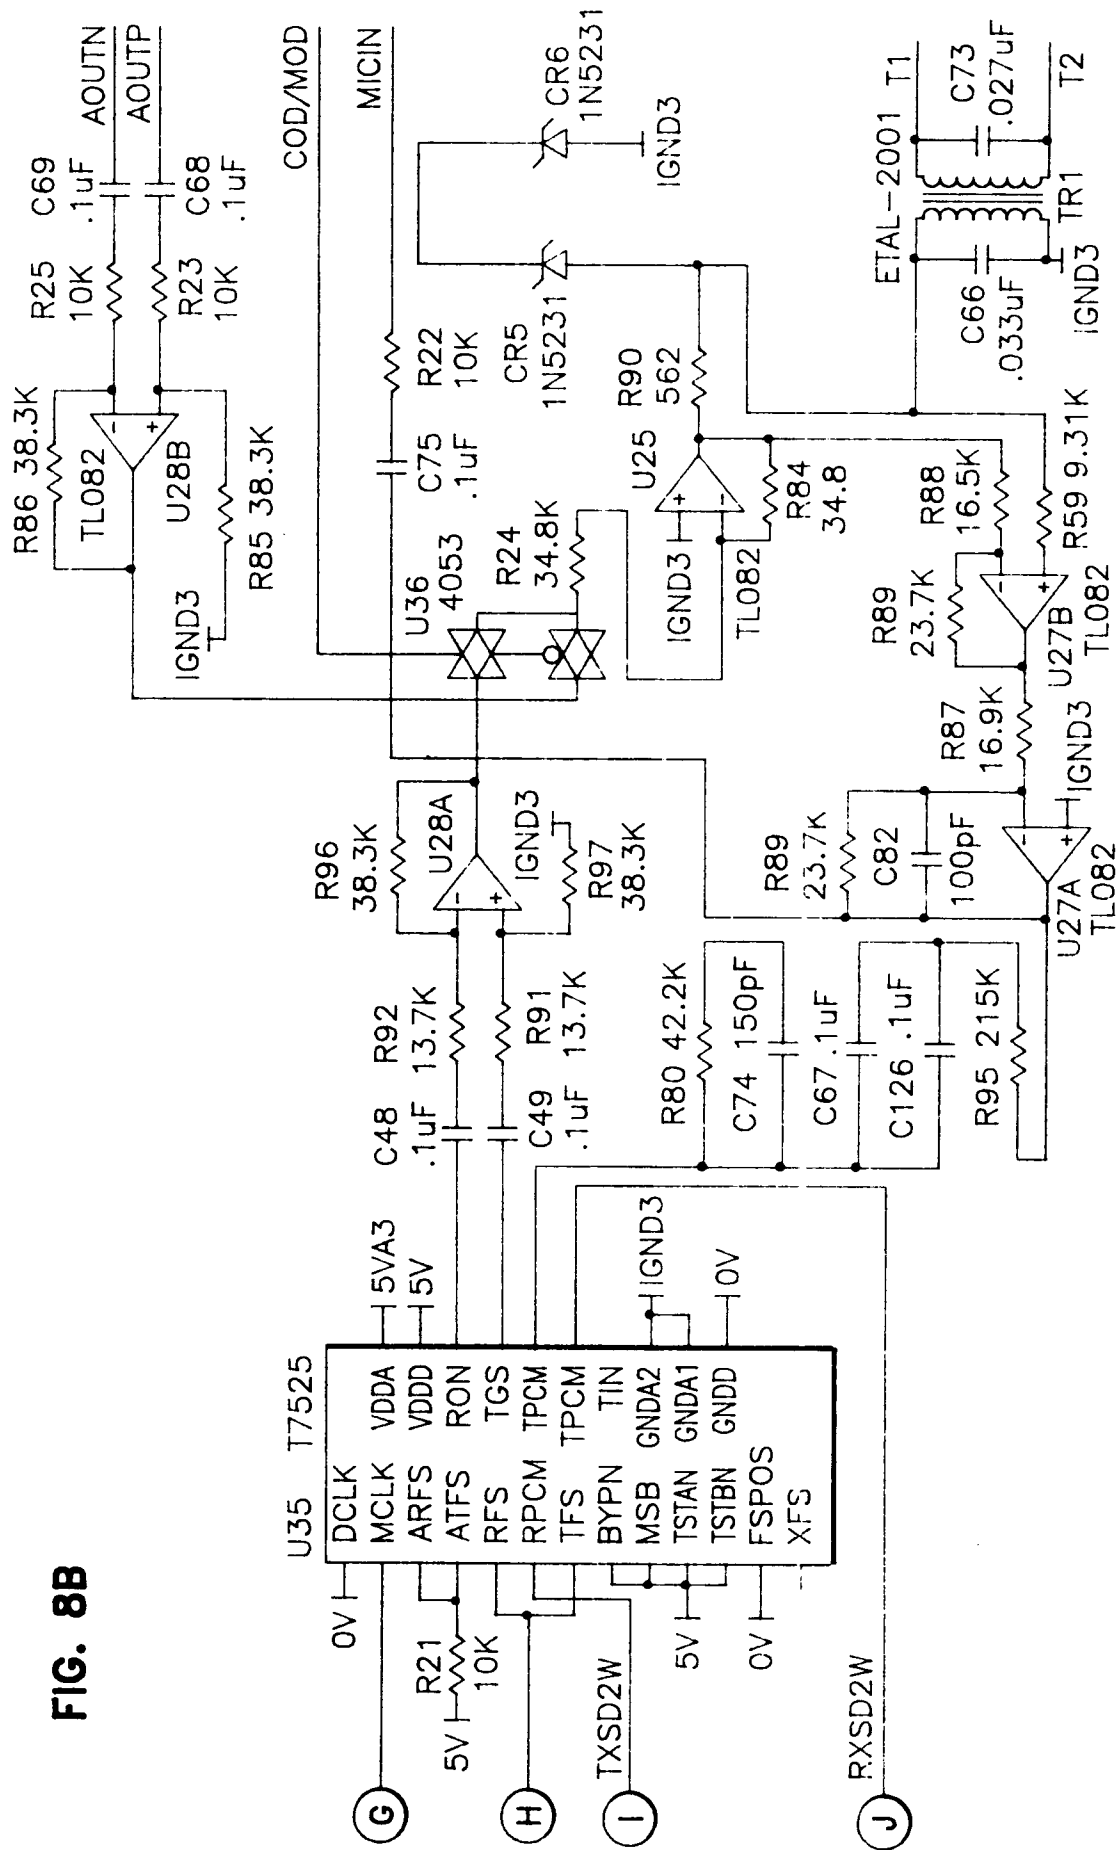 FIG. 8B
U35 T7525
DCLK
MCLK VDDA
ARFS VDDD
ATFS RON
RFS TGS
RPCM TPCM
TFS TPCM
BYPN TIN
MSB GNDA2
TSTAN GNDA1
TSTBN GNDD
FSPOS
XFS
0V
G
5V
R21
10K
H
I
TXSD2W
5V
0V
J
RXSD2W
5VA3
5V
IGND3
0V
C48
.1uF
R92
13.7K
C49
.1uF
R91
13.7K
R96
38.3K
U28A
IGND3
R97
38.3K
R80 42.2K
C74 150pF
C67 .1uF
C126 .1uF
R95 215K
R89
23.7K
C82
100pF
U27A
TL082
IGND3
R87
16.9K
R89
23.7K
U27B
TL082
R88
16.5K
R59 9.31K
U36
4053
R24
34.8K
IGND3
TL082
U25
R84
34.8
R90
562
C75
.1uF
R22
10K
CR5
1N5231
CR6
1N5231
IGND3
R86 38.3K
TL082
U28B
R85 38.3K
IGND3
R25
10K
R23
10K
C69
.1uF
C68
.1uF
AOUTN
AOUTP
COD/MOD
MICIN
ETAL-2001
T1
C73
.027uF
T2
TR1
C66
.033uF
IGND3